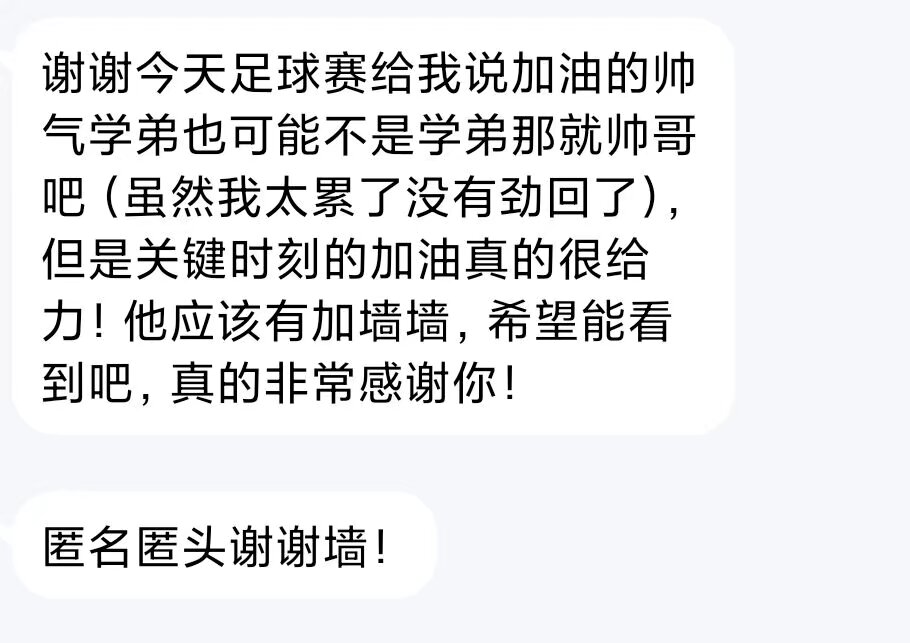 谢谢今天足球赛给我说加油的帅
气学弟也可能不是学弟那就帅哥
吧（虽然我太累了没有劲回了），
但是关键时刻的加油真的很给
力！他应该有加墙墙，希望能看
到吧，真的非常感谢你！
匿名匿头谢谢墙！